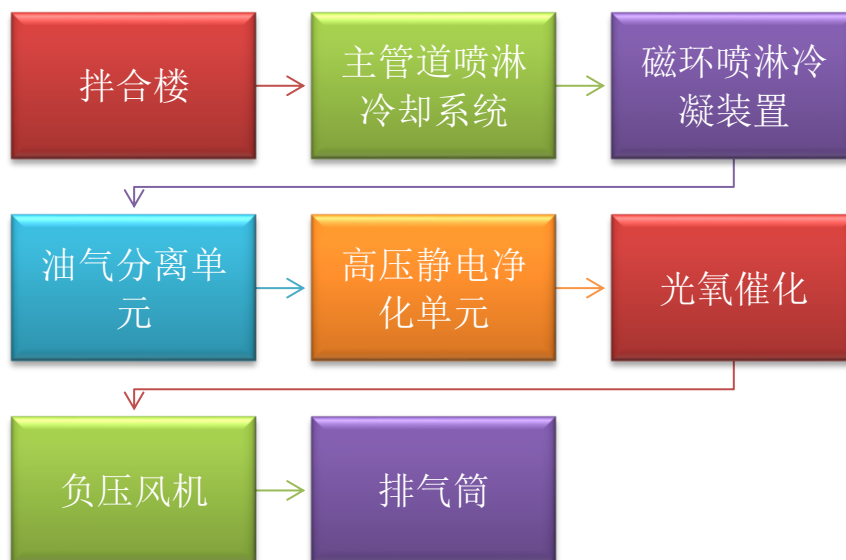 拌合楼
主管道喷淋
冷却系统
磁环喷淋冷
凝装置
油气分离单
元
高压静电净
化单元
光氧催化
负压风机
排气筒